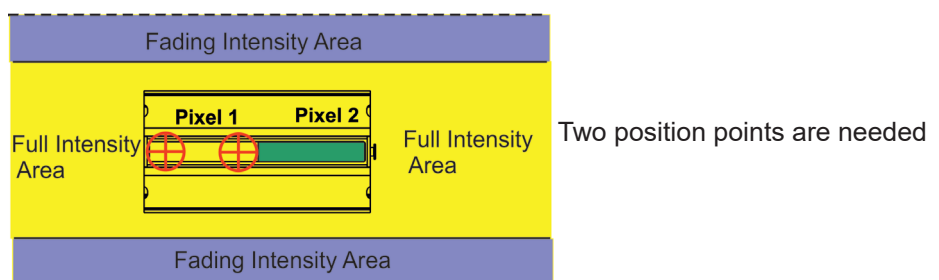 Fading Intensity Area
Pixel 1
Pixel 2
Full Intensity
Area
Full Intensity
Area
Two position points are needed
Fading Intensity Area